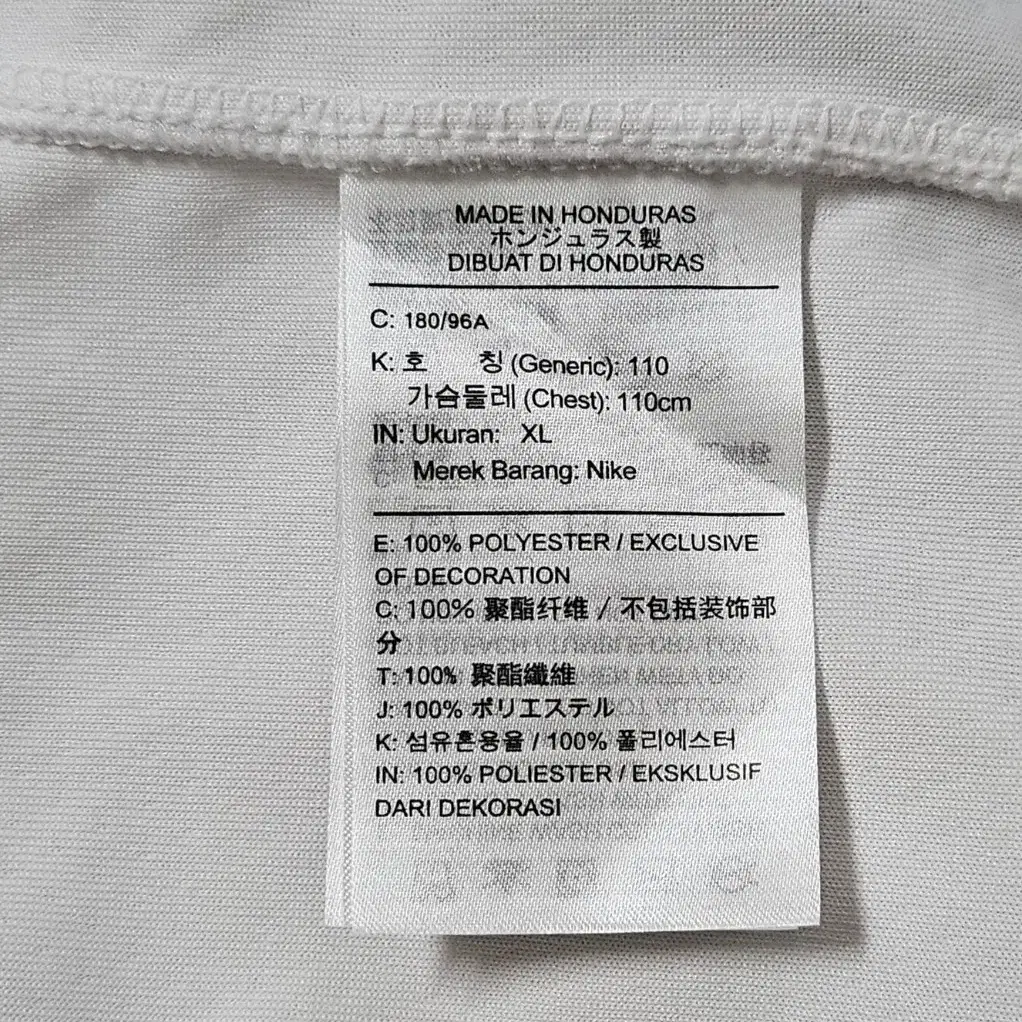 MADE IN HONDURAS
ホンジュラス製
DIBUAT DI HONDURAS
C: 180/96A
K: 호 칭 (Generic): 110
가슴둘레 (Chest): 110cm
IN: Ukuran: XL
Merek Barang: Nike
E: 100% POLYESTER / EXCLUSIVE
OF DECORATION
C: 100% 聚酯纤维 / 不包括装饰部
分
T: 100% 聚酯纖維
J: 100% ポリエステル
K: 섬유혼용율 / 100% 폴리에스터
IN: 100% POLIESTER / EKSKLUSIF
DARI DEKORASI